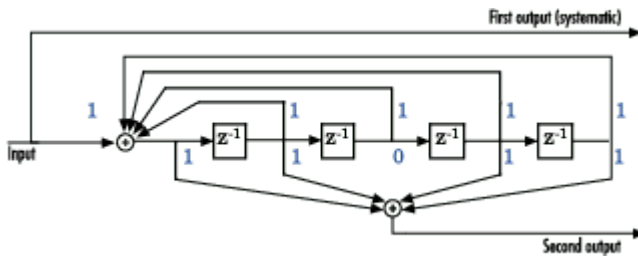 First output (systematic)
1 1 1 1 1
z-1 z-1 z-1 z-1
Input
1 1 0 1 1
Second output